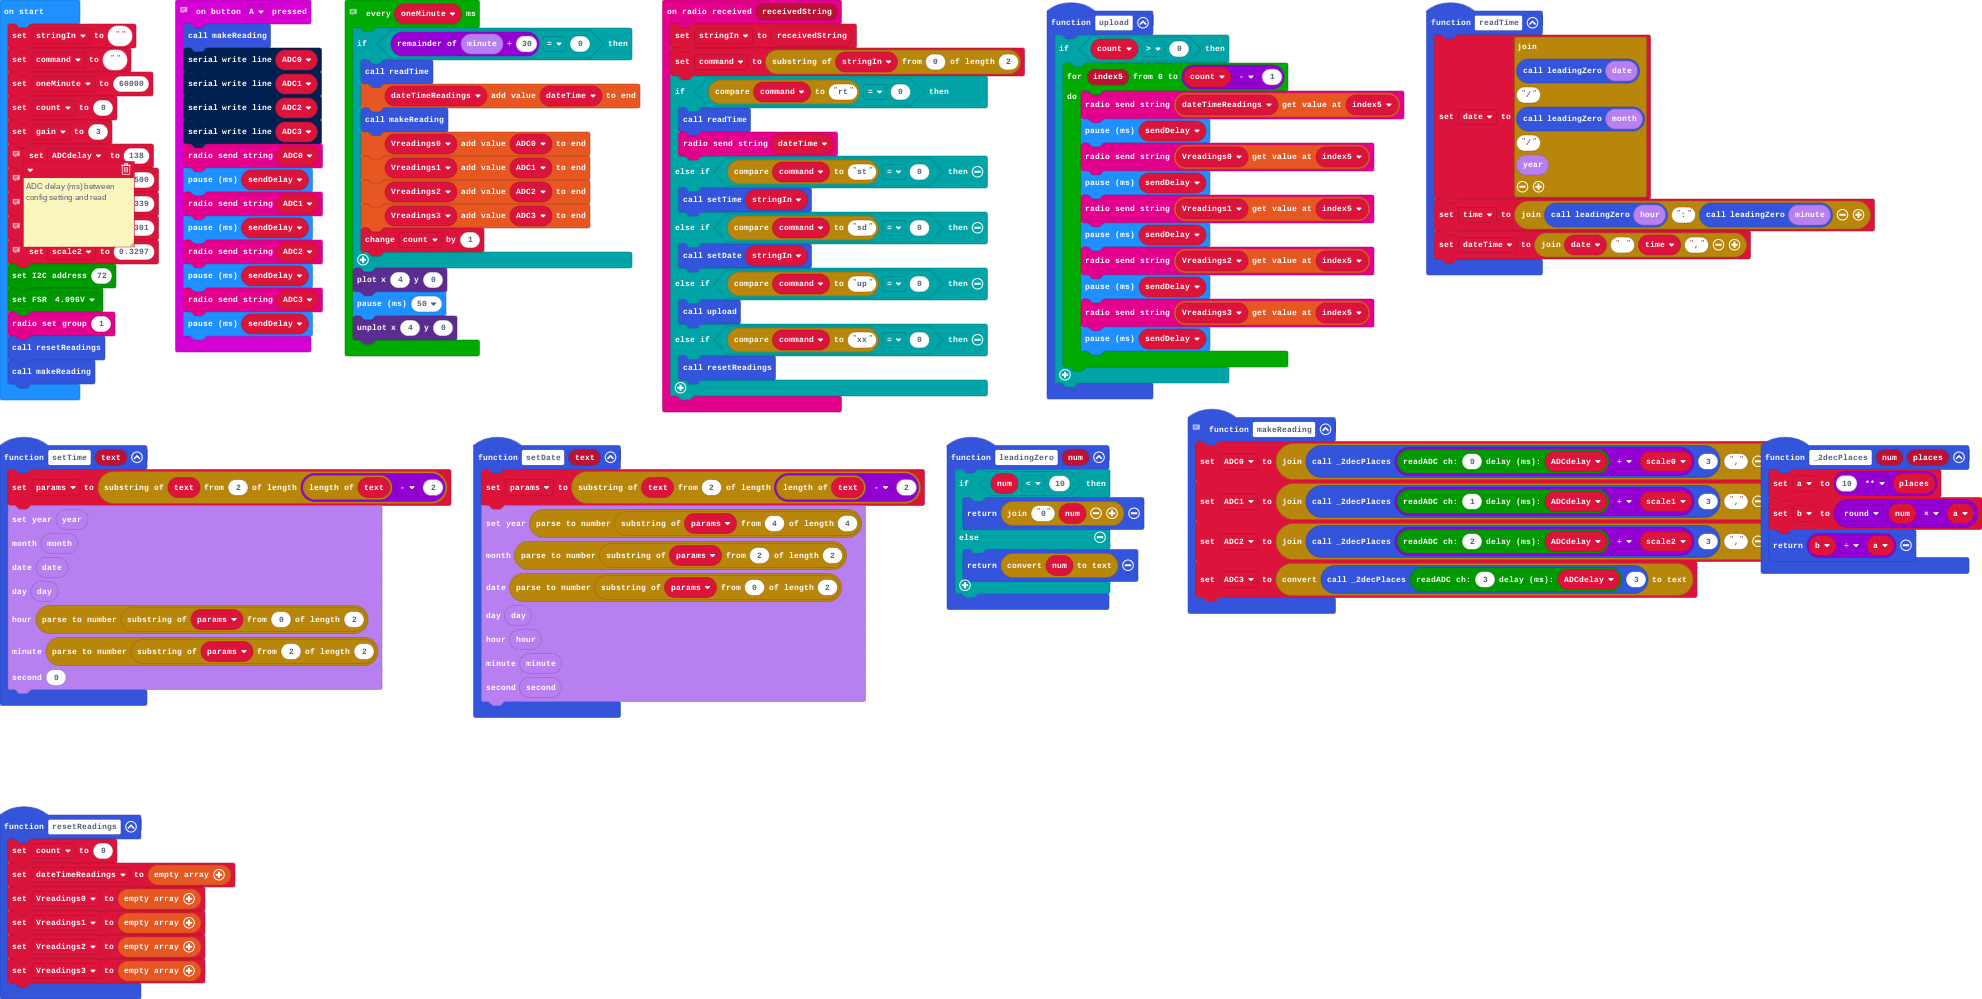 on start
set stringIn to " "
set command to " "
set oneMinute to 60000
set count to 0
set gain to 3
set ADCdelay to 138
ADC delay (ms) between
config setting and read
set scale2 to 0.3297
set I2C address 72
set FSR 4.096V
radio set group 1
call resetReadings
call makeReading
on button A pressed
call makeReading
serial write line ADC0
serial write line ADC1
serial write line ADC2
serial write line ADC3
radio send string ADC0
pause (ms) sendDelay
radio send string ADC1
pause (ms) sendDelay
radio send string ADC2
pause (ms) sendDelay
radio send string ADC3
pause (ms) sendDelay
every oneMinute ms
if remainder of minute ÷ 30 = 0 then
call readTime
dateTimeReadings add value dateTime to end
call makeReading
Vreadings0 add value ADC0 to end
Vreadings1 add value ADC1 to end
Vreadings2 add value ADC2 to end
Vreadings3 add value ADC3 to end
change count by 1
plot x 4 y 0
pause (ms) 50
unplot x 4 y 0
on radio received receivedString
set stringIn to receivedString
set command to substring of stringIn from 0 of length 2
if compare command to "rt" = 0 then
call readTime
radio send string dateTime
else if compare command to "st" = 0 then
call setTime stringIn
else if compare command to "sd" = 0 then
call setDate stringIn
else if compare command to "up" = 0 then
call upload
else if compare command to "xx" = 0 then
call resetReadings
function upload
if count > 0 then
for index5 from 0 to count - 1
do
radio send string dateTimeReadings get value at index5
pause (ms) sendDelay
radio send string Vreadings0 get value at index5
pause (ms) sendDelay
radio send string Vreadings1 get value at index5
pause (ms) sendDelay
radio send string Vreadings2 get value at index5
pause (ms) sendDelay
radio send string Vreadings3 get value at index5
pause (ms) sendDelay
function readTime
set date to join
call leadingZero date
"/"
call leadingZero month
"/"
year
set time to join call leadingZero hour ":" call leadingZero minute
set dateTime to join date " " time ","
function setTime text
set params to substring of text from 2 of length length of text - 2
set year year
month month
date date
day day
hour parse to number substring of params from 0 of length 2
minute parse to number substring of params from 2 of length 2
second 0
function setDate text
set params to substring of text from 2 of length length of text - 2
set year parse to number substring of params from 4 of length 4
month parse to number substring of params from 2 of length 2
date parse to number substring of params from 0 of length 2
day day
hour hour
minute minute
second second
function leadingZero num
if num < 10 then
return join "0" num
else
return convert num to text
function makeReading
set ADC0 to join call _2decPlaces readADC ch: 0 delay (ms): ADCdelay ÷ scale0 3 ","
set ADC1 to join call _2decPlaces readADC ch: 1 delay (ms): ADCdelay ÷ scale1 3 ","
set ADC2 to join call _2decPlaces readADC ch: 2 delay (ms): ADCdelay ÷ scale2 3 ","
set ADC3 to convert call _2decPlaces readADC ch: 3 delay (ms): ADCdelay 3 to text
_2decPlaces num places
set a to 10 ** places
set b to round num × a
return b ÷ a
function resetReadings
set count to 0
set dateTimeReadings to empty array
set Vreadings0 to empty array
set Vreadings1 to empty array
set Vreadings2 to empty array
set Vreadings3 to empty array